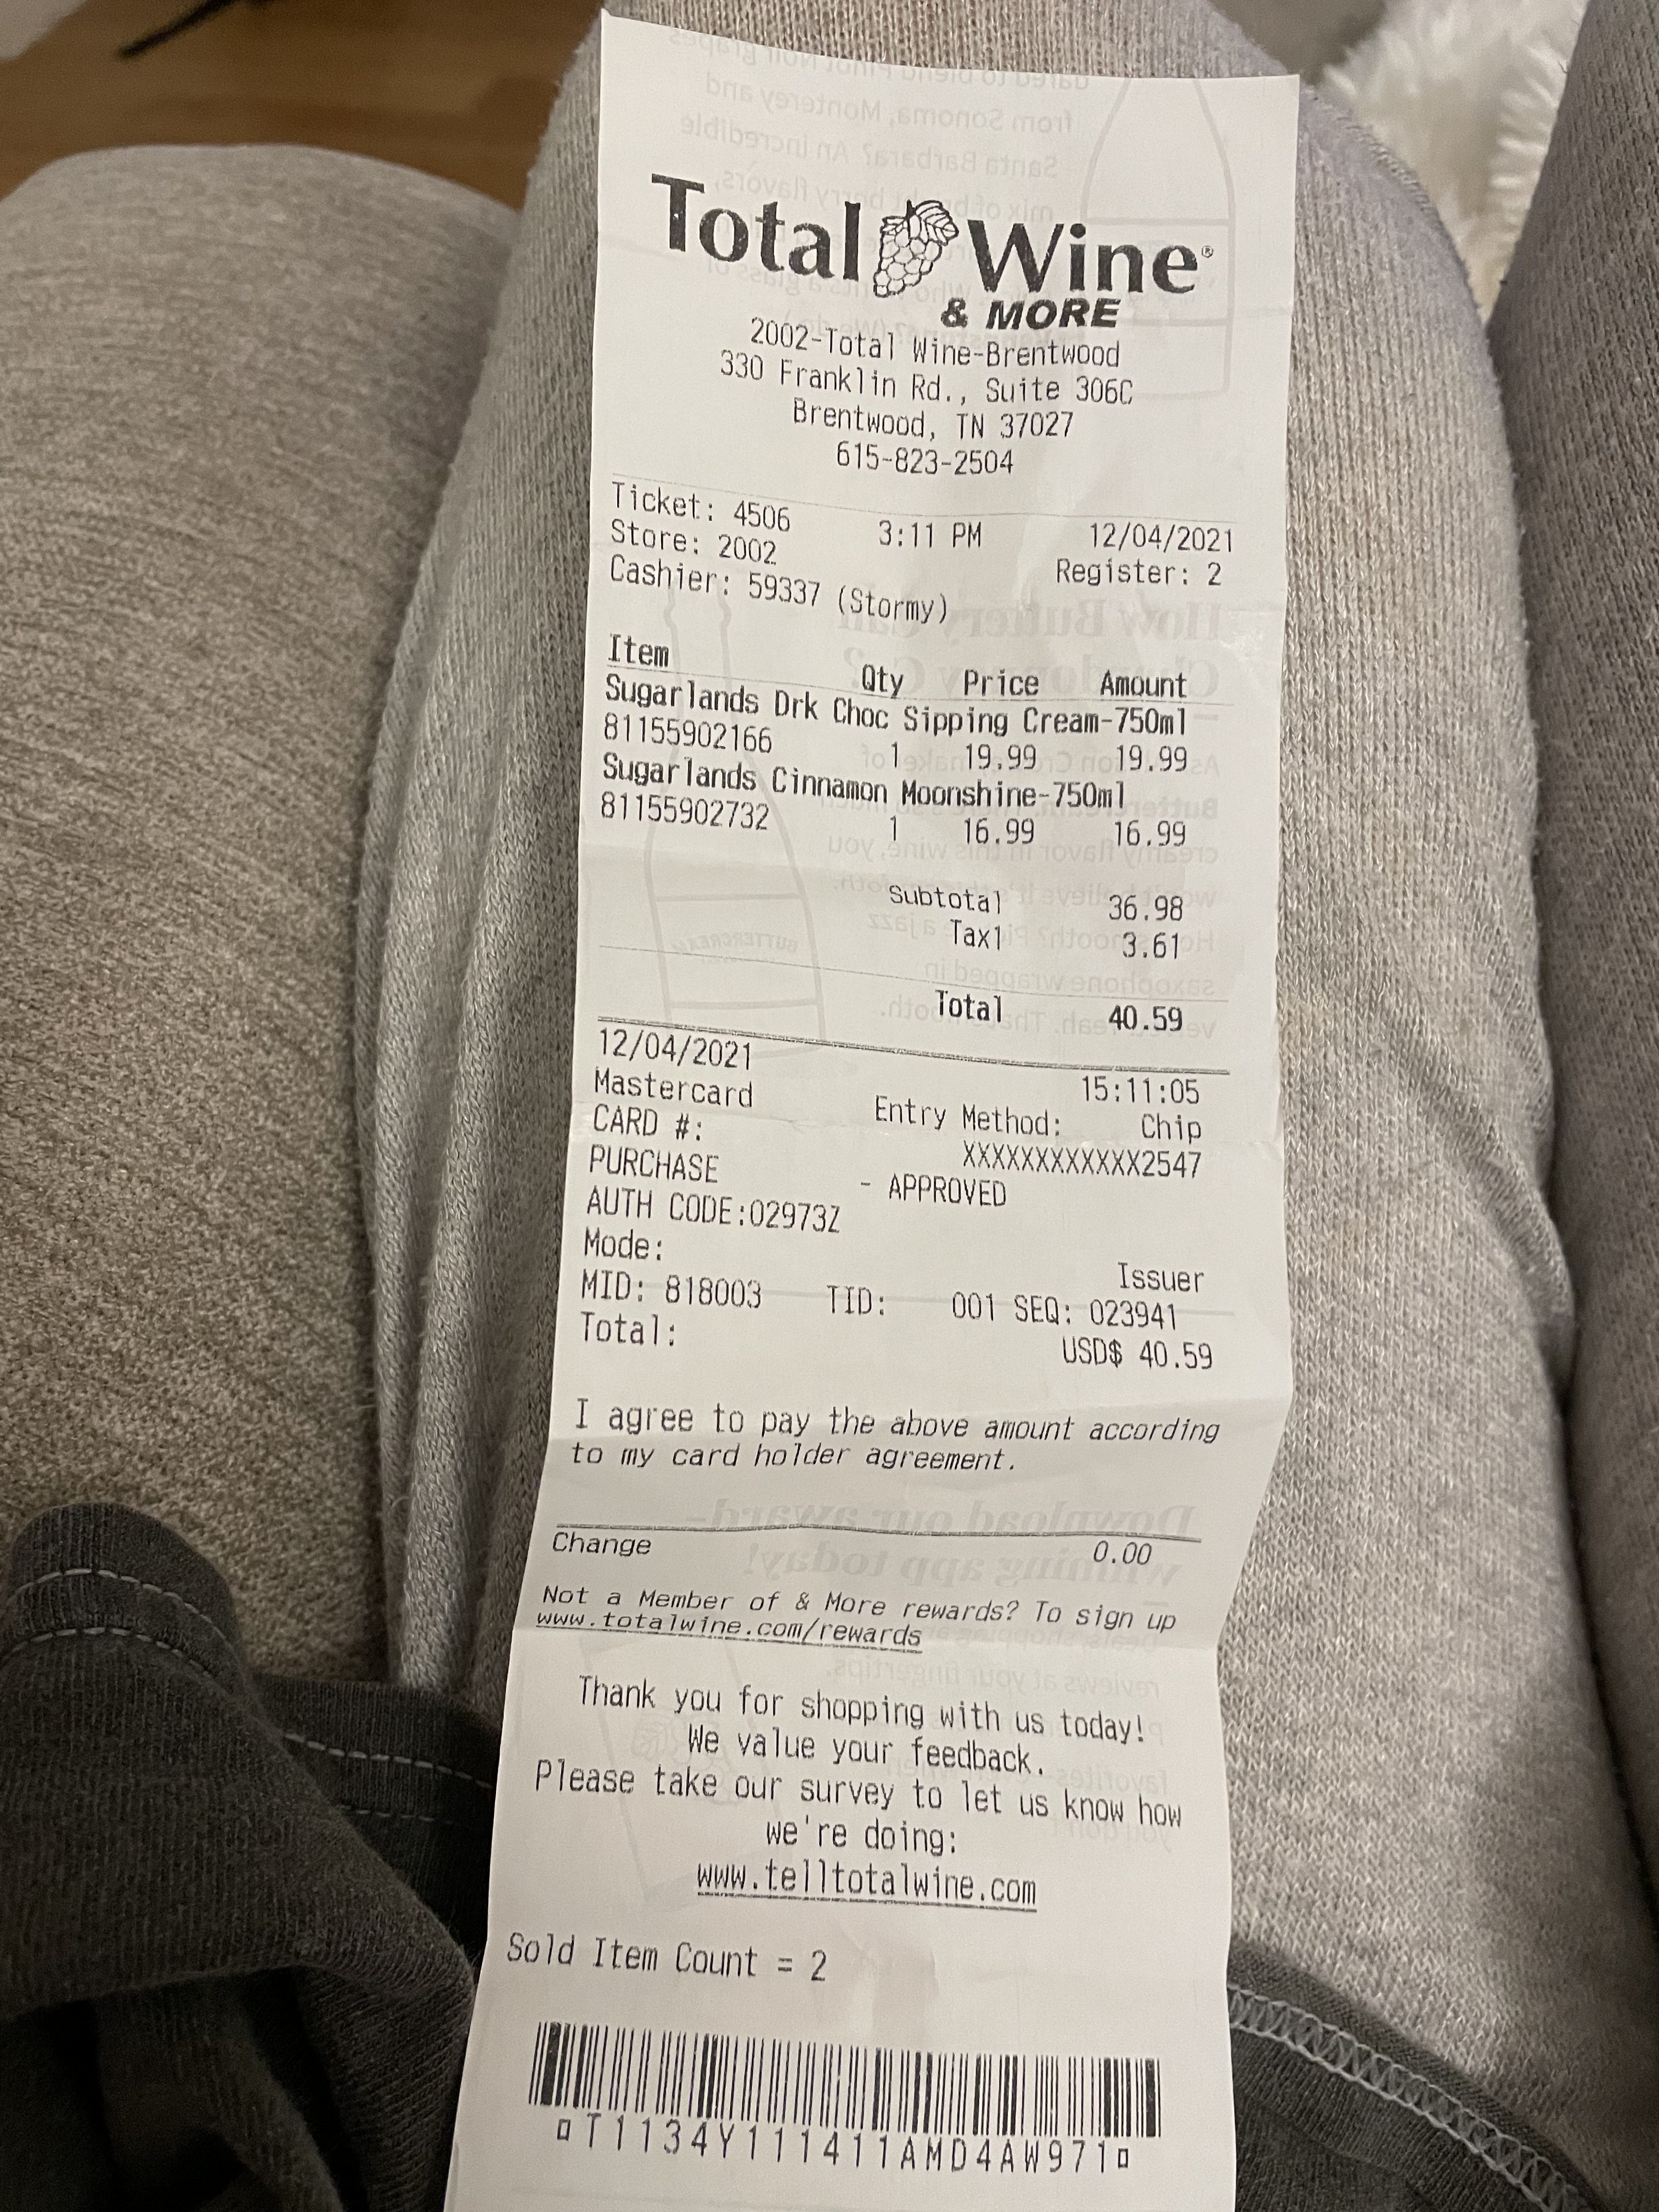 Total Wine®
& MORE
2002-Total Wine-Brentwood
330 Franklin Rd., Suite 306C
Brentwood, TN 37027
615-823-2504
Ticket: 4506 3:11 PM 12/04/2021
Store: 2002 Register: 2
Cashier: 59337 (Stormy)
Item Qty Price Amount
Sugarlands Drk Choc Sipping Cream-750ml
81155902166 1 19.99 19.99
Sugarlands Cinnamon Moonshine-750ml
81155902732 1 16.99 16.99
Subtotal 36.98
Tax1 3.61
Total 40.59
12/04/2021 15:11:05
Mastercard Entry Method: Chip
CARD #: XXXXXXXXXXXX2547
PURCHASE - APPROVED
AUTH CODE:02973Z
Mode: Issuer
MID: 818003 TID: 001 SEQ: 023941
Total: USD$ 40.59
I agree to pay the above amount according
to my card holder agreement.
Change 0.00
Not a Member of & More rewards? To sign up
www.totalwine.com/rewards
Thank you for shopping with us today!
We value your feedback.
Please take our survey to let us know how
we're doing:
www.telltotalwine.com
Sold Item Count = 2
¤T1134Y111411AMD4AW971¤